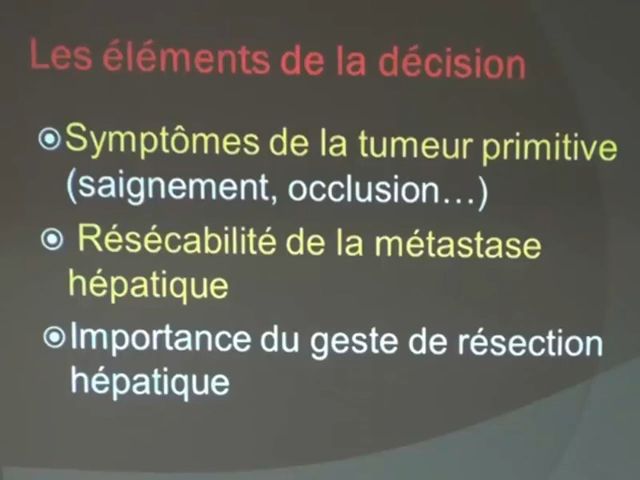 Les éléments de la décision
Symptômes de la tumeur primitive
(saignement, occlusion...)
Résécabilité de la métastase
hépatique
Importance du geste de résection
hépatique